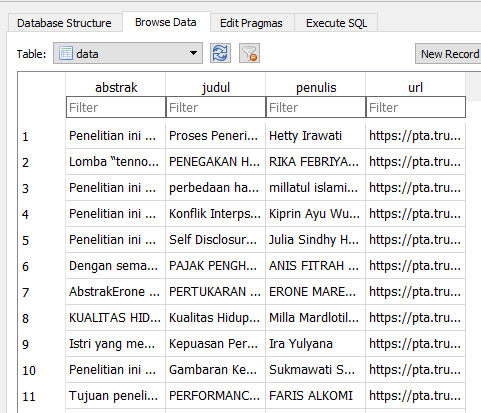 Database Structure Browse Data Edit Pragmas Execute SQL
Table: data New Record
abstrak judul penulis url
Filter Filter Filter Filter
1 Penelitian ini ... Proses Peneri... Hetty Irawati https://pta.tru...
2 Lomba “tenno... PENEGAKAN H... RIKA FEBRIYA... https://pta.tru...
3 Penelitian ini ... perbedaan ha... millatul islami... https://pta.tru...
4 Penelitian ini ... Konflik Interps... Kiprin Ayu Wu... https://pta.tru...
5 Penelitian ini ... Self Disclosur... Julia Sindhy H... https://pta.tru...
6 Dengan sema... PAJAK PENGH... ANIS FITRAH ... https://pta.tru...
7 AbstrakErone ... PERTUKARAN ... ERONE MARE... https://pta.tru...
8 KUALITAS HID... Kualitas Hidup... Milla Mardlotil... https://pta.tru...
9 Istri yang me... Kepuasan Per... Ira Yulyana https://pta.tru...
10 Penelitian ini ... Gambaran Ke... Sukmawati S... https://pta.tru...
11 Tujuan peneli... PERFORMANC... FARIS ALKOMI https://pta.tru...